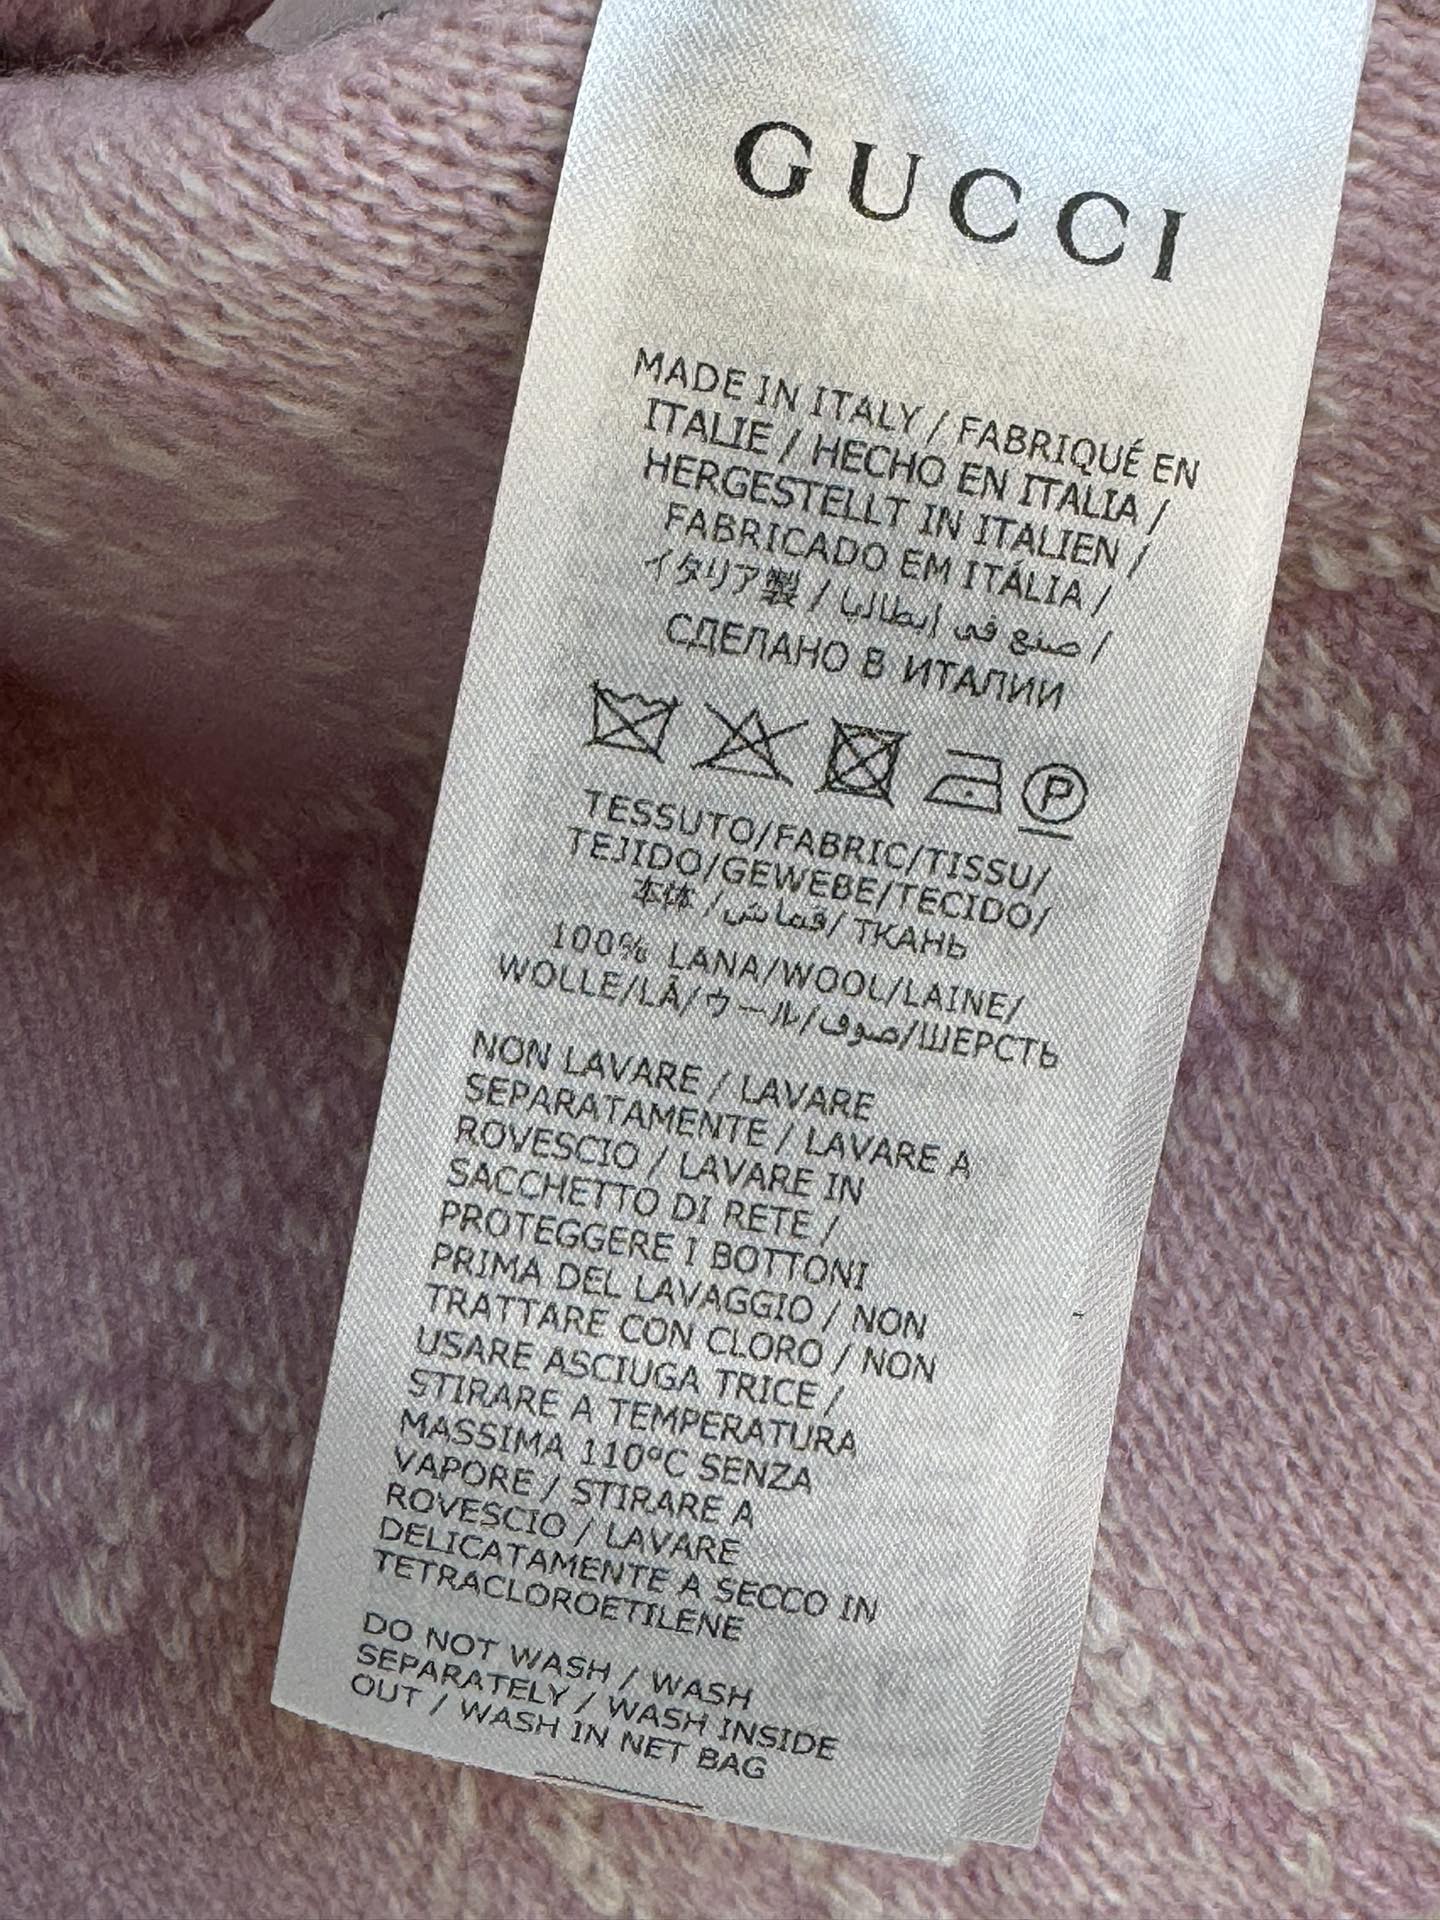 GUCCI
MADE IN ITALY / FABRIQUÉ EN
ITALIE / HECHO EN ITALIA /
HERGESTELLT IN ITALIEN /
FABRICADO EM ITÁLIA /
イタリア製 / صنع في إيطاليا /
СДЕЛАНО В ИТАЛИИ
P
TESSUTO/FABRIC/TISSU/
TEJIDO/GEWEBE/TECIDO/
本体 /قماش/ ТКАНЬ
100% LANA/WOOL/LAINE/
WOLLE/LÃ/ウール/صوف/ШЕРСТЬ
NON LAVARE / LAVARE
SEPARATAMENTE / LAVARE A
ROVESCIO / LAVARE IN
SACCHETTO DI RETE /
PROTEGGERE I BOTTONI
PRIMA DEL LAVAGGIO / NON
TRATTARE CON CLORO / NON
USARE ASCIUGA TRICE /
STIRARE A TEMPERATURA
MASSIMA 110°C SENZA
VAPORE / STIRARE A
ROVESCIO / LAVARE
DELICATAMENTE A SECCO IN
TETRACLOROETILENE
DO NOT WASH / WASH
SEPARATELY / WASH INSIDE
OUT / WASH IN NET BAG